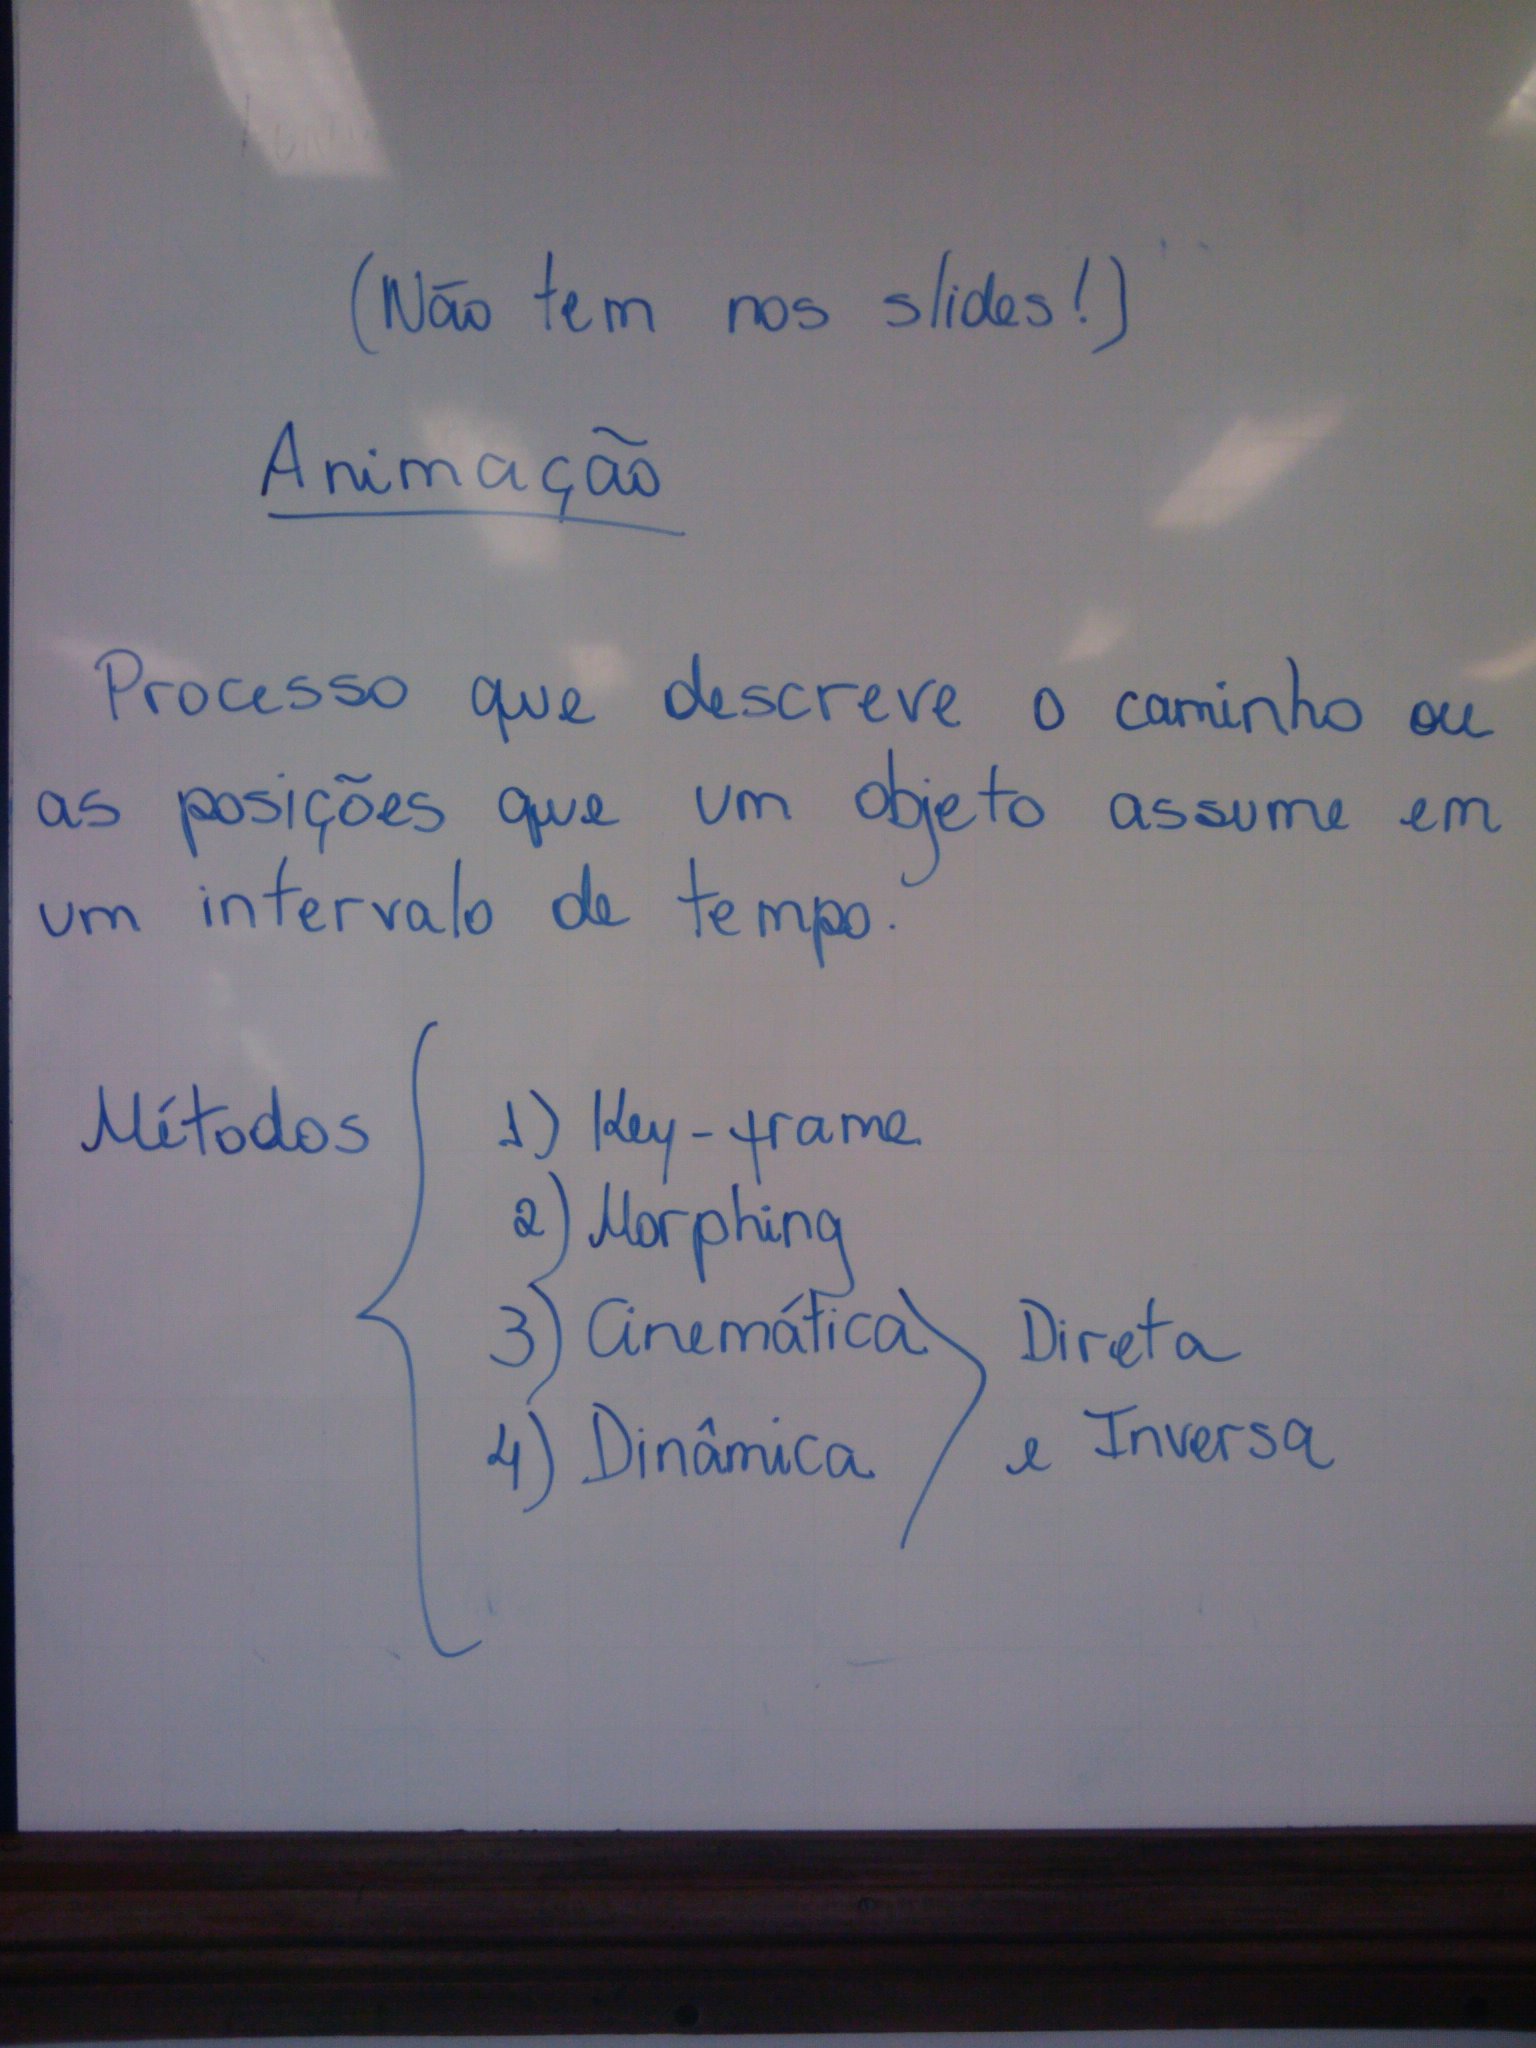 (Não tem nos slides!)
Animação
Processo que descreve o caminho ou
as posições que um objeto assume em
um intervalo de tempo.
Métodos
1) Key-frame
2) Morphing
3) Cinemática
4) Dinâmica
Direta
e Inversa